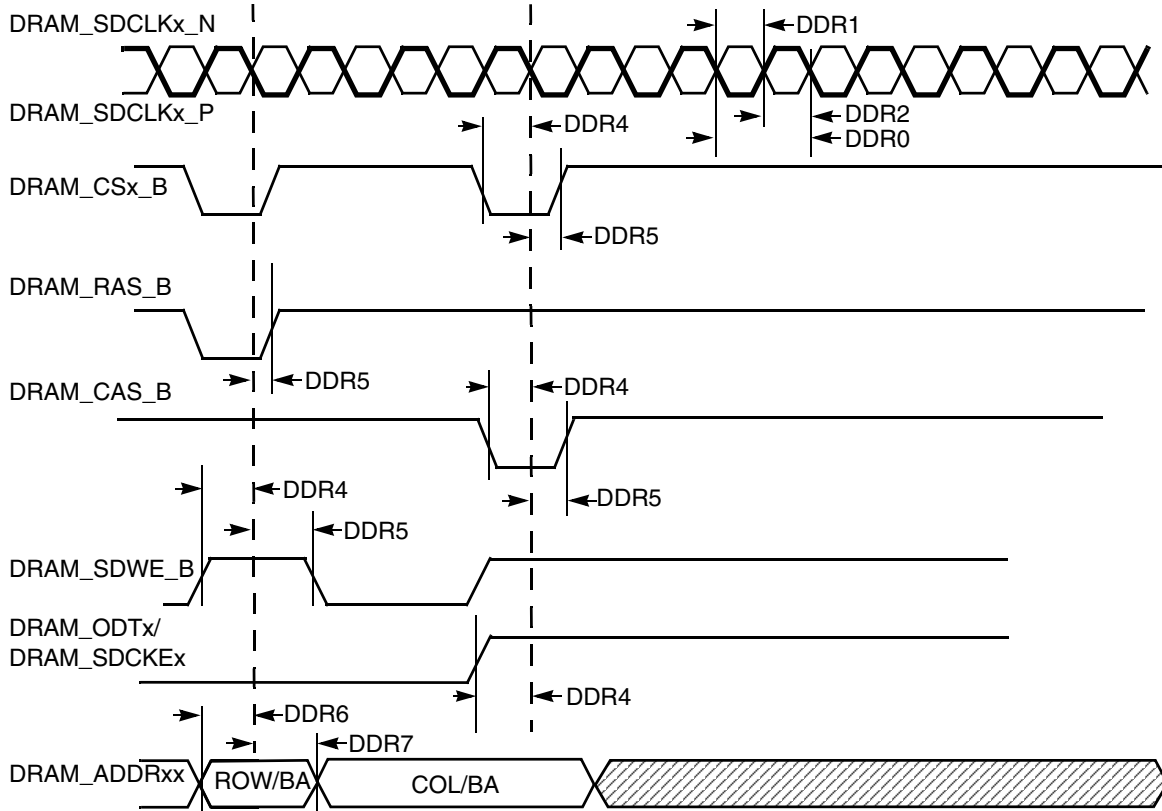 DRAM_SDCLKx_N
DDR1
DRAM_SDCLKx_P
DDR4
DDR2
DDR0
DRAM_CSx_B
DDR5
DRAM_RAS_B
DDR5
DDR4
DRAM_CAS_B
DDR4
DDR5
DDR5
DRAM_SDWE_B
DRAM_ODTx/
DRAM_SDCKEx
DDR4
DDR6
DDR7
DRAM_ADDRxx
ROW/BA
COL/BA